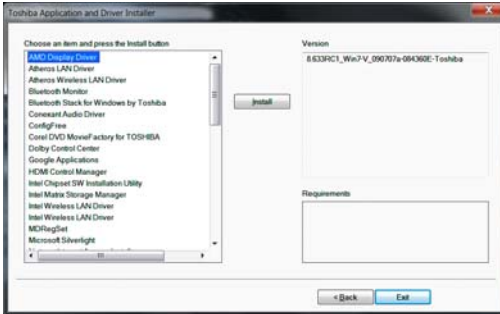 Toshiba Application and Driver Installer
Choose an item and press the Install button
AMD Display Driver
Atheros LAN Driver
Atheros Wireless LAN Driver
Bluetooth Monitor
Bluetooth Stack for Windows by Toshiba
Conexant Audio Driver
ConfigFree
Corel DVD MovieFactory for TOSHIBA
Dolby Control Center
Google Applications
HDMI Control Manager
Intel Chipset SW Installation Utility
Intel Matrix Storage Manager
Intel Wireless LAN Driver
Intel Wireless LAN Driver
MDRegSet
Microsoft Silverlight
Install
Version
8.633RC1_Win7-V_090707a-084360E-Toshiba
Requirements
< Back
Exit